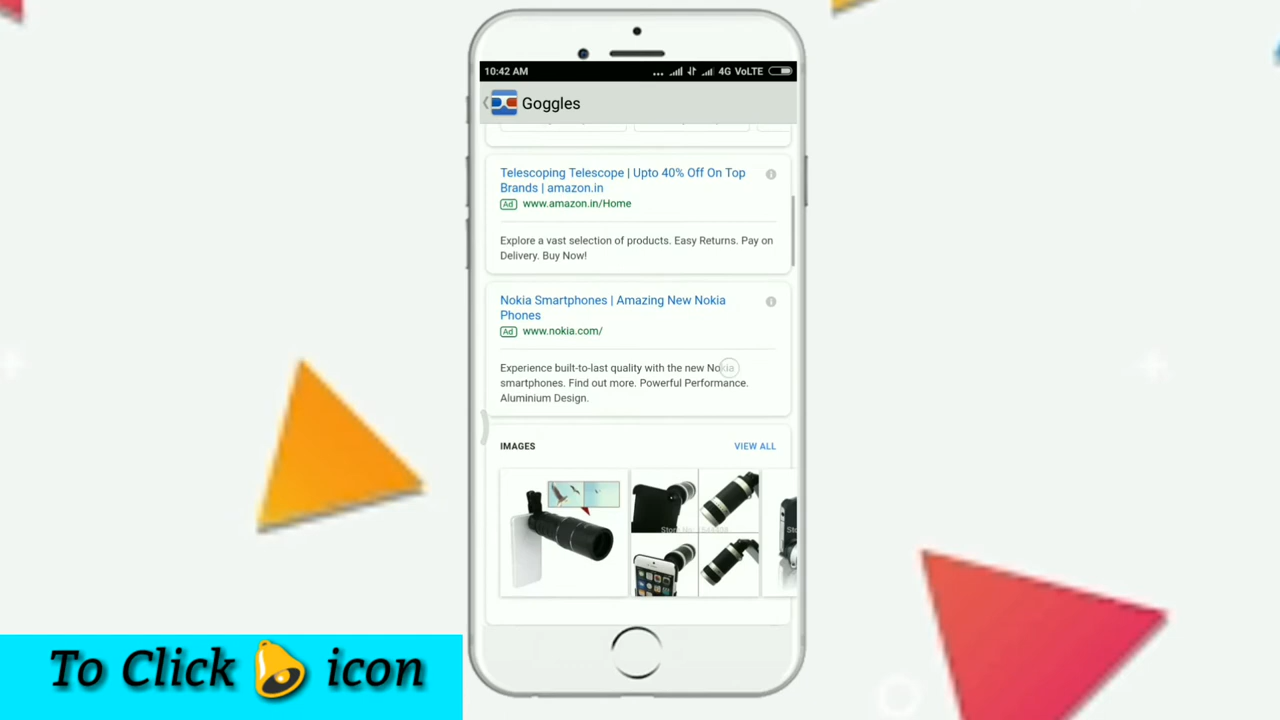 10:42 AM
4G VoLTE
Goggles
Telescoping Telescope | Upto 40% Off On Top
Brands | amazon.in
Ad www.amazon.in/Home
Explore a vast selection of products. Easy Returns. Pay on
Delivery. Buy Now!
Nokia Smartphones | Amazing New Nokia
Phones
Ad www.nokia.com/
Experience built-to-last quality with the new Nokia
smartphones. Find out more. Powerful Performance.
Aluminium Design.
IMAGES
VIEW ALL
To Click icon